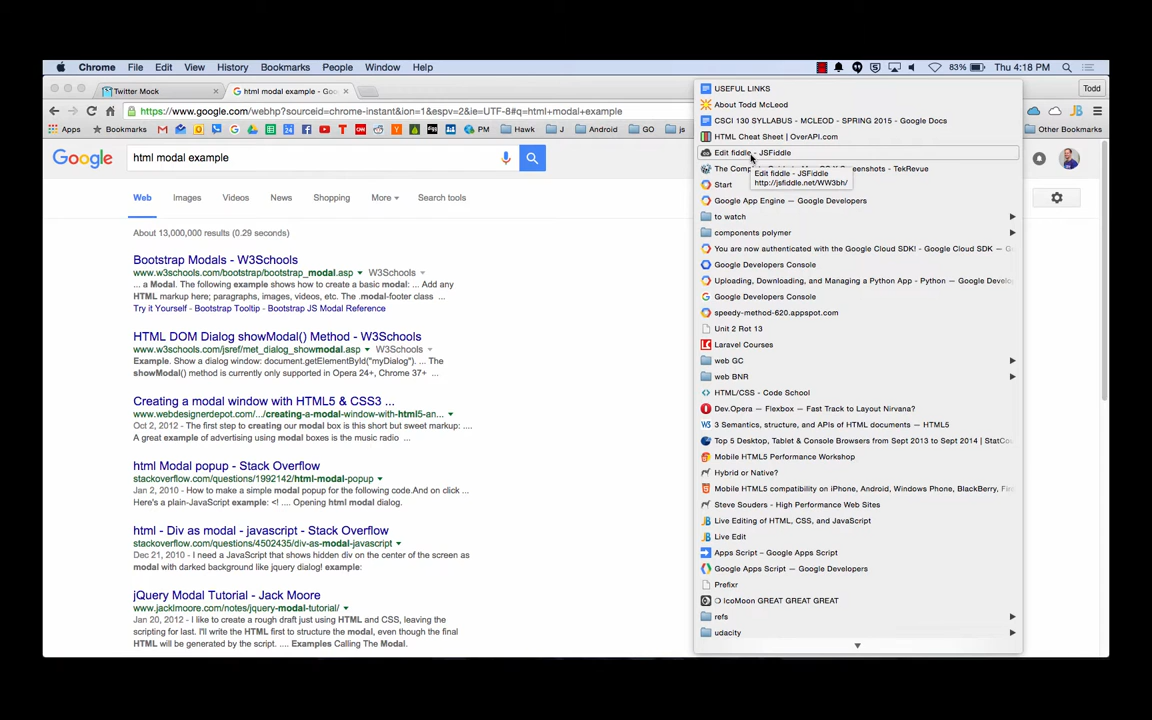 Chrome File Edit View History Bookmarks People Window Help 83% Thu 4:18 PM
Twitter Mock × html modal example - Goo × Todd
https://www.google.com/webhp?sourceid=chrome-instant&ion=1&espv=2&ie=UTF-8#q=html+modal+example
Apps Bookmarks PM Hawk J Android GO js Other Bookmarks
Google html modal example
Web Images Videos News Shopping More Search tools
About 13,000,000 results (0.29 seconds)
Bootstrap Modals - W3Schools
www.w3schools.com/bootstrap/bootstrap_modal.asp W3Schools
... a Modal. The following example shows how to create a basic modal: ... Add any
HTML markup here; paragraphs, images, videos, etc. The .modal-footer class ...
Try it Yourself - Bootstrap Tooltip - Bootstrap JS Modal Reference
HTML DOM Dialog showModal() Method - W3Schools
www.w3schools.com/jsref/met_dialog_showmodal.asp W3Schools
Example. Show a dialog window: document.getElementById("myDialog"). ... The
showModal() method is currently only supported in Opera 24+, Chrome 37+ ...
Creating a modal window with HTML5 & CSS3 ...
www.webdesignerdepot.com/.../creating-a-modal-window-with-html5-an...
Oct 2, 2012 - The first step to creating our modal box is this short but sweet markup: ...
A great example of advertising using modal boxes is the music radio ...
html Modal popup - Stack Overflow
stackoverflow.com/questions/1992142/html-modal-popup
Jan 2, 2010 - How to make a simple modal popup for the following code.And on click ...
Here's a plain-JavaScript example: <! ... Opening html modal dialog.
html - Div as modal - javascript - Stack Overflow
stackoverflow.com/questions/4502435/div-as-modal-javascript
Dec 21, 2010 - I need a JavaScript that shows hidden div on the center of the screen as
modal with darked background like jquery dialog! example:
jQuery Modal Tutorial - Jack Moore
www.jacklmoore.com/notes/jquery-modal-tutorial/
Jan 20, 2012 - I like to create a rough draft just using HTML and CSS, leaving the
scripting for last. I'll write the HTML first to structure the modal, even though the final
HTML will be generated by the script. ... Examples Calling The Modal.
USEFUL LINKS
About Todd McLeod
CSCI 130 SYLLABUS - MCLEOD - SPRING 2015 - Google Docs
HTML Cheat Sheet | OverAPI.com
Edit fiddle - JSFiddle
The Comple shots - TekRevue
Edit fiddle - JSFiddle
http://jsfiddle.net/WW3bh/
Start
Google App Engine — Google Developers
to watch
components polymer
You are now authenticated with the Google Cloud SDK! - Google Cloud SDK — G...
Google Developers Console
Uploading, Downloading, and Managing a Python App - Python — Google Develo...
Google Developers Console
speedy-method-620.appspot.com
Unit 2 Rot 13
Laravel Courses
web GC
web BNR
HTML/CSS - Code School
Dev.Opera — Flexbox — Fast Track to Layout Nirvana?
3 Semantics, structure, and APIs of HTML documents — HTML5
Top 5 Desktop, Tablet & Console Browsers from Sept 2013 to Sept 2014 | StatCo...
Mobile HTML5 Performance Workshop
Hybrid or Native?
Mobile HTML5 compatibility on iPhone, Android, Windows Phone, BlackBerry, Fir...
Steve Souders - High Performance Web Sites
Live Editing of HTML, CSS, and JavaScript
Live Edit
Apps Script – Google Apps Script
Google Apps Script — Google Developers
Prefixr
❍ IcoMoon GREAT GREAT GREAT
refs
udacity